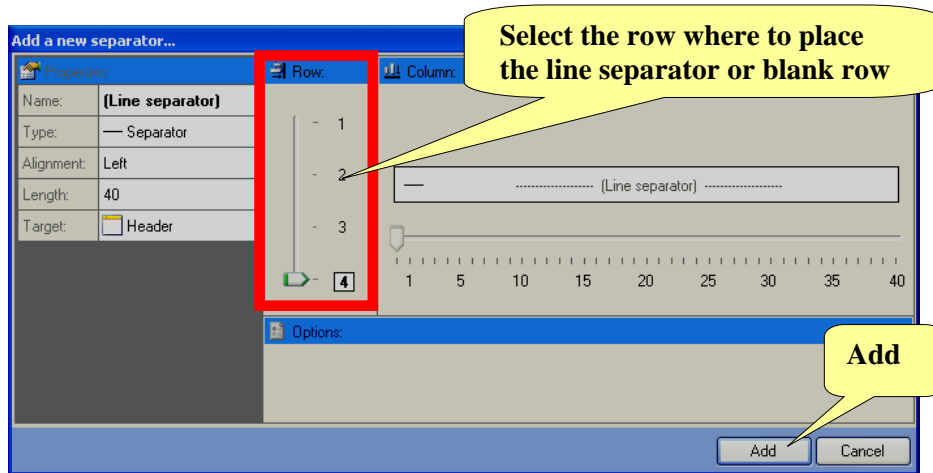 Select the row where to place
the line separator or blank row
Add a new separator...
Properties:
Name: (Line separator)
Type: Separator
Alignment: Left
Length: 40
Target: Header
Row:
1
2
3
4
Column:
-------------------- (Line separator) --------------------
1 5 10 15 20 25 30 35 40
Options:
Add
Add Cancel